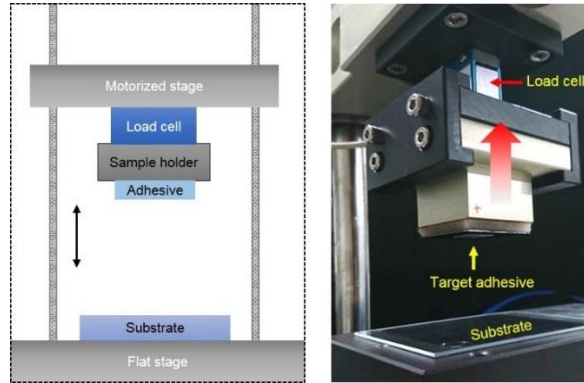 Motorized stage
Load cell
Sample holder
Adhesive
Substrate
Flat stage
Load cell
Target adhesive
Substrate